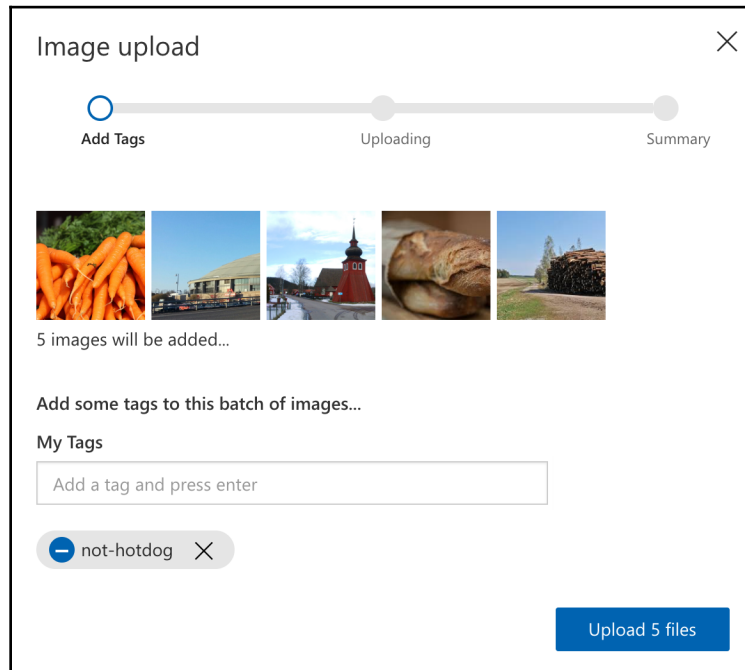 Image upload
Add Tags
Uploading
Summary
5 images will be added...
Add some tags to this batch of images...
My Tags
Add a tag and press enter
not-hotdog
Upload 5 files